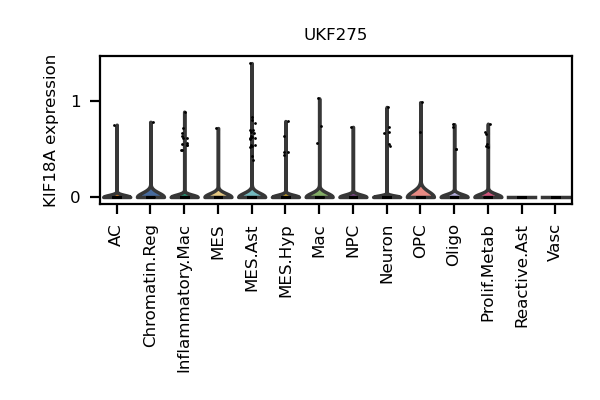 UKF275
KIF18A expression
1
0
AC
Chromatin.Reg
Inflammatory.Mac
MES
MES.Ast
MES.Hyp
Mac
NPC
Neuron
OPC
Oligo
Prolif.Metab
Reactive.Ast
Vasc